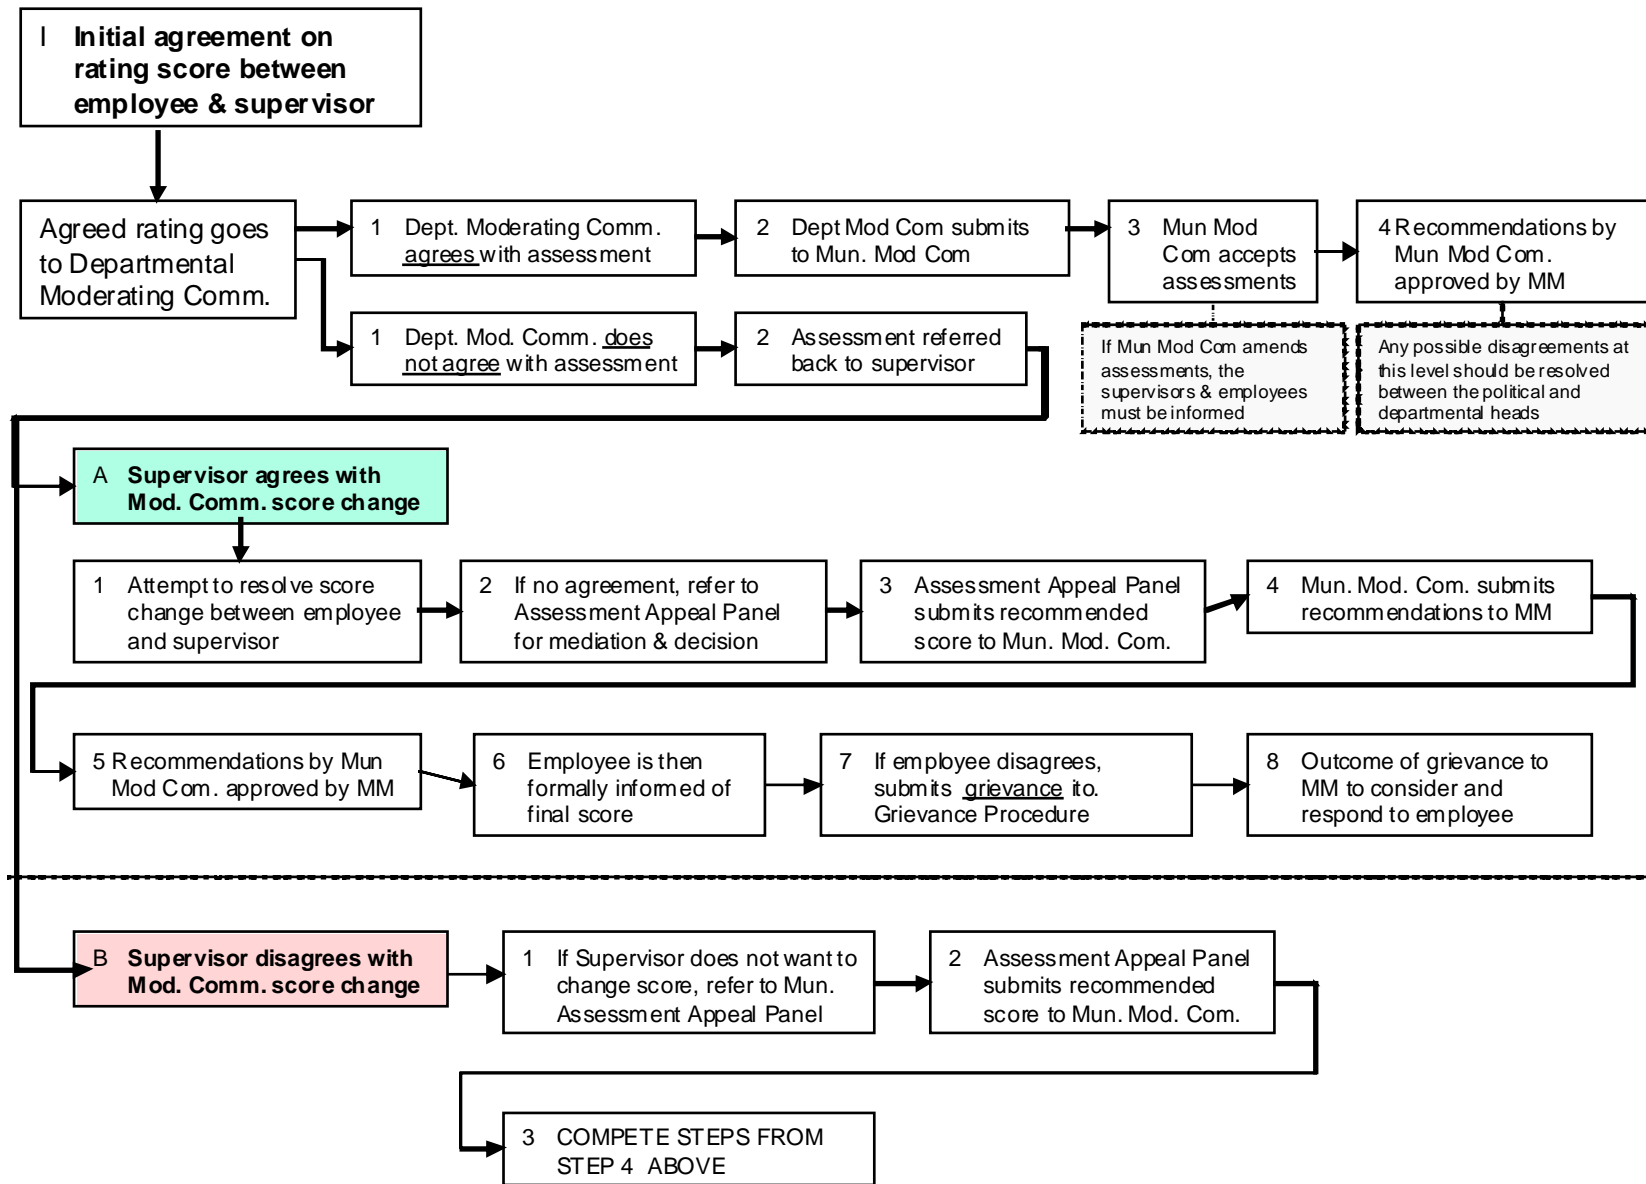 I Initial agreement on
rating score between
employee & supervisor
Agreed rating goes
to Departmental
Moderating Comm.
1 Dept. Moderating Comm.
agrees with assessment
2 Dept Mod Com submits
to Mun. Mod Com
3 Mun Mod
Com accepts
assessments
4 Recommendations by
Mun Mod Com.
approved by MM
1 Dept. Mod. Comm. does
not agree with assessment
2 Assessment referred
back to supervisor
If Mun Mod Com amends
assessments, the
supervisors & employees
must be informed
Any possible disagreements at
this level should be resolved
between the political and
departmental heads
A Supervisor agrees with
Mod. Comm. score change
1 Attempt to resolve score
change between employee
and supervisor
2 If no agreement, refer to
Assessment Appeal Panel
for mediation & decision
3 Assessment Appeal Panel
submits recommended
score to Mun. Mod. Com.
4 Mun. Mod. Com. submits
recommendations to MM
5 Recommendations by Mun
Mod Com. approved by MM
6 Employee is then
formally informed of
final score
7 If employee disagrees,
submits grievance ito.
Grievance Procedure
8 Outcome of grievance to
MM to consider and
respond to employee
B Supervisor disagrees with
Mod. Comm. score change
1 If Supervisor does not want to
change score, refer to Mun.
Assessment Appeal Panel
2 Assessment Appeal Panel
submits recommended
score to Mun. Mod. Com.
3 COMPETE STEPS FROM
STEP 4 ABOVE